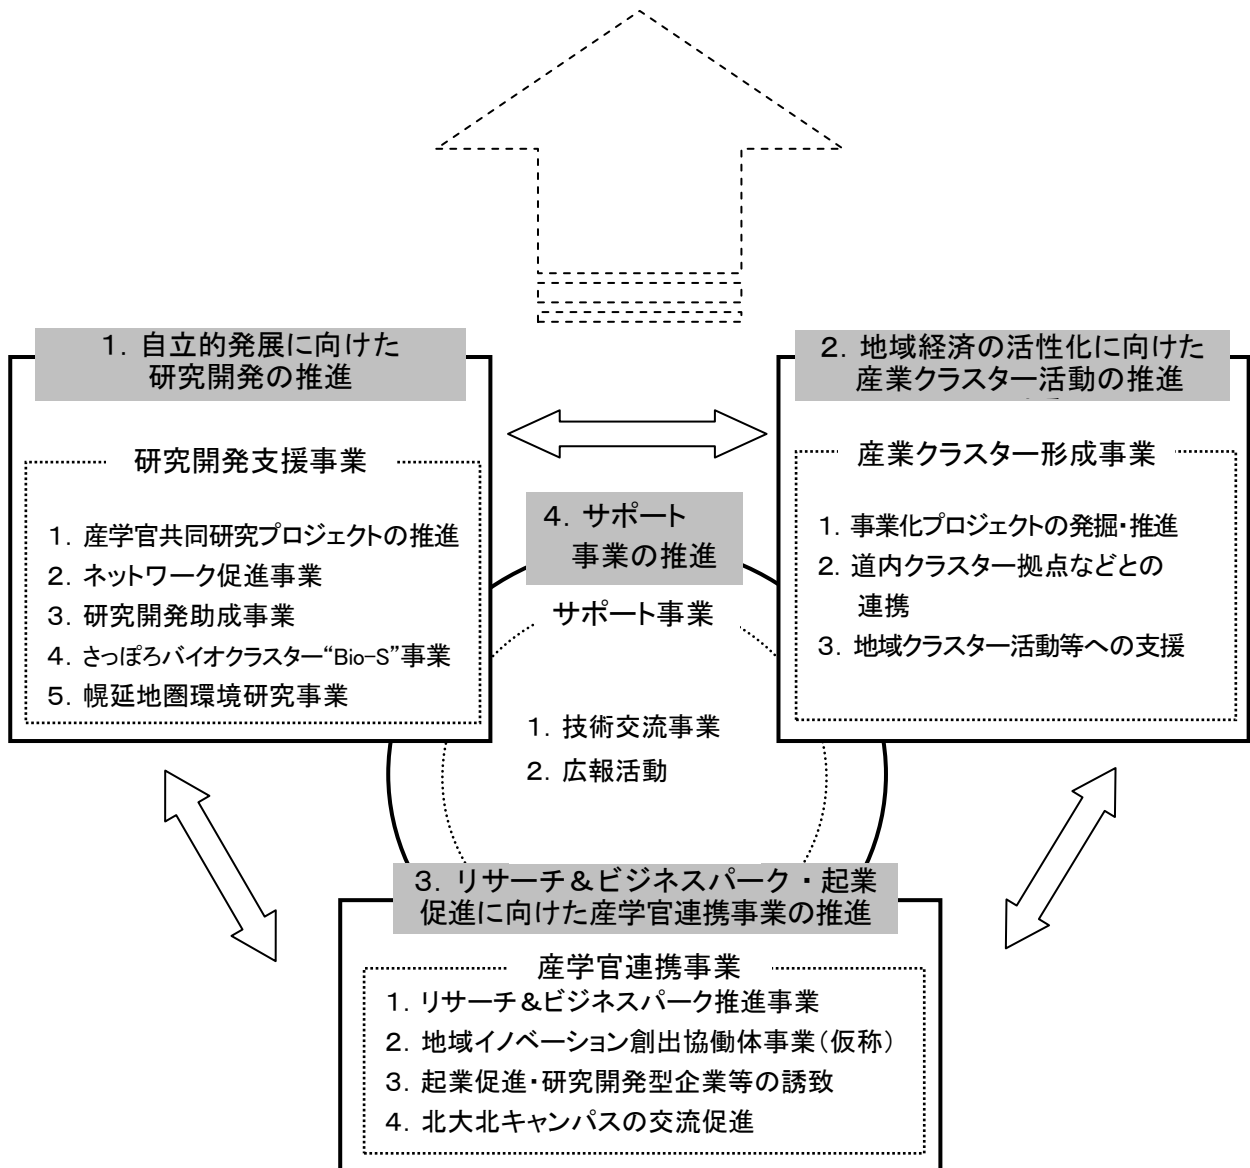 1．自立的発展に向けた
研究開発の推進
研究開発支援事業
1．産学官共同研究プロジェクトの推進
2．ネットワーク促進事業
3．研究開発助成事業
4．さっぽろバイオクラスター“Bio-S”事業
5．幌延地圏環境研究事業
2．地域経済の活性化に向けた
産業クラスター活動の推進
産業クラスター形成事業
1．事業化プロジェクトの発掘・推進
2．道内クラスター拠点などとの
連携
3．地域クラスター活動等への支援
4．サポート
事業の推進
サポート事業
1．技術交流事業
2．広報活動
3．リサーチ＆ビジネスパーク・起業
促進に向けた産学官連携事業の推進
産学官連携事業
1．リサーチ＆ビジネスパーク推進事業
2．地域イノベーション創出協働体事業（仮称）
3．起業促進・研究開発型企業等の誘致
4．北大北キャンパスの交流促進